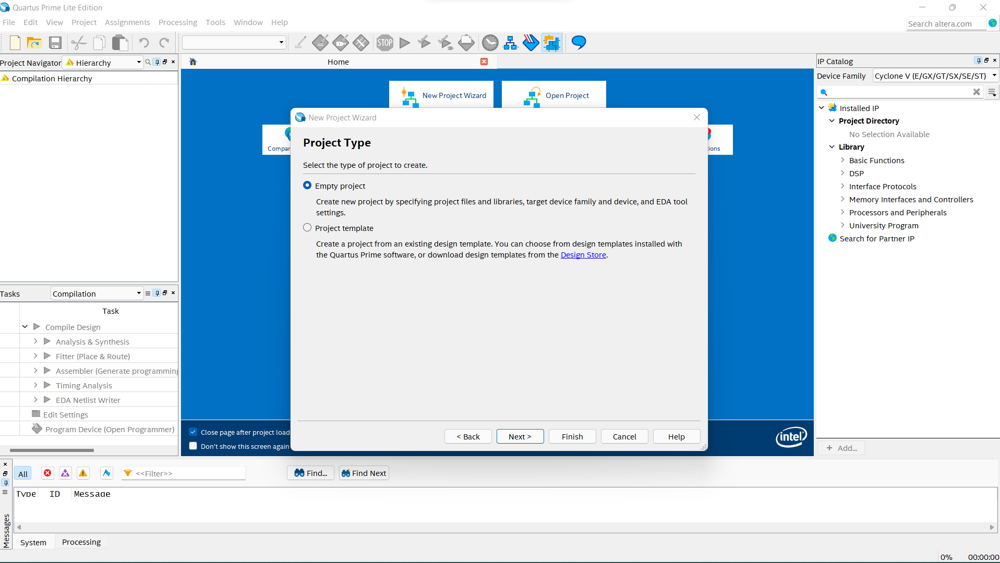 Quartus Prime Lite Edition
File Edit View Project Assignments Processing Tools Window Help
Search altera.com
STOP
Project Navigator Hierarchy
Compilation Hierarchy
Home
New Project Wizard
Open Project
Compar
ions
New Project Wizard
Project Type
Select the type of project to create.
Empty project
Create new project by specifying project files and libraries, target device family and device, and EDA tool
settings.
Project template
Create a project from an existing design template. You can choose from design templates installed with
the Quartus Prime software, or download design templates from the Design Store.
< Back Next > Finish Cancel Help
Close page after project load
Don't show this screen again
intel
IP Catalog
Device Family Cyclone V (E/GX/GT/SX/SE/ST)
Installed IP
Project Directory
No Selection Available
Library
Basic Functions
DSP
Interface Protocols
Memory Interfaces and Controllers
Processors and Peripherals
University Program
Search for Partner IP
+ Add...
Tasks Compilation
Task
Compile Design
Analysis & Synthesis
Fitter (Place & Route)
Assembler (Generate programming
Timing Analysis
EDA Netlist Writer
Edit Settings
Program Device (Open Programmer)
All <<Filter>> Find... Find Next
Type ID Message
Messages
System Processing
0% 00:00:00